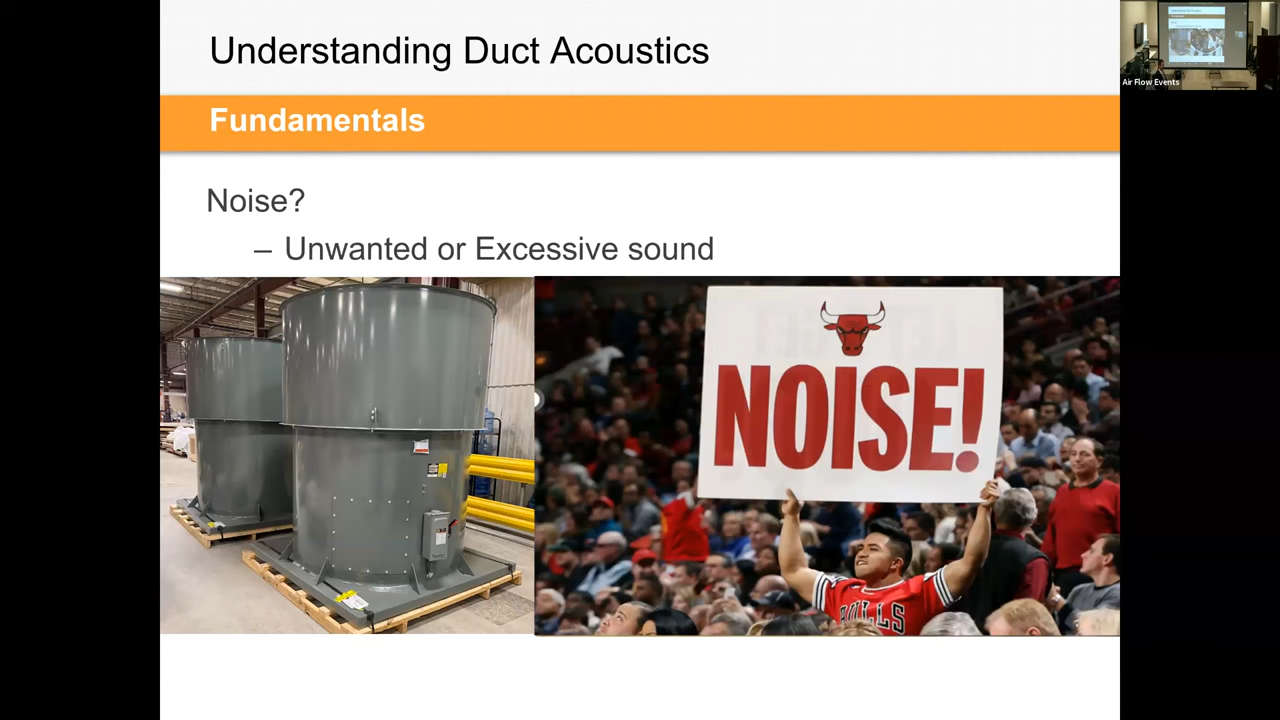 Understanding Duct Acoustics
Fundamentals
Noise?
– Unwanted or Excessive sound
NOISE!
BULLS
Air Flow Events